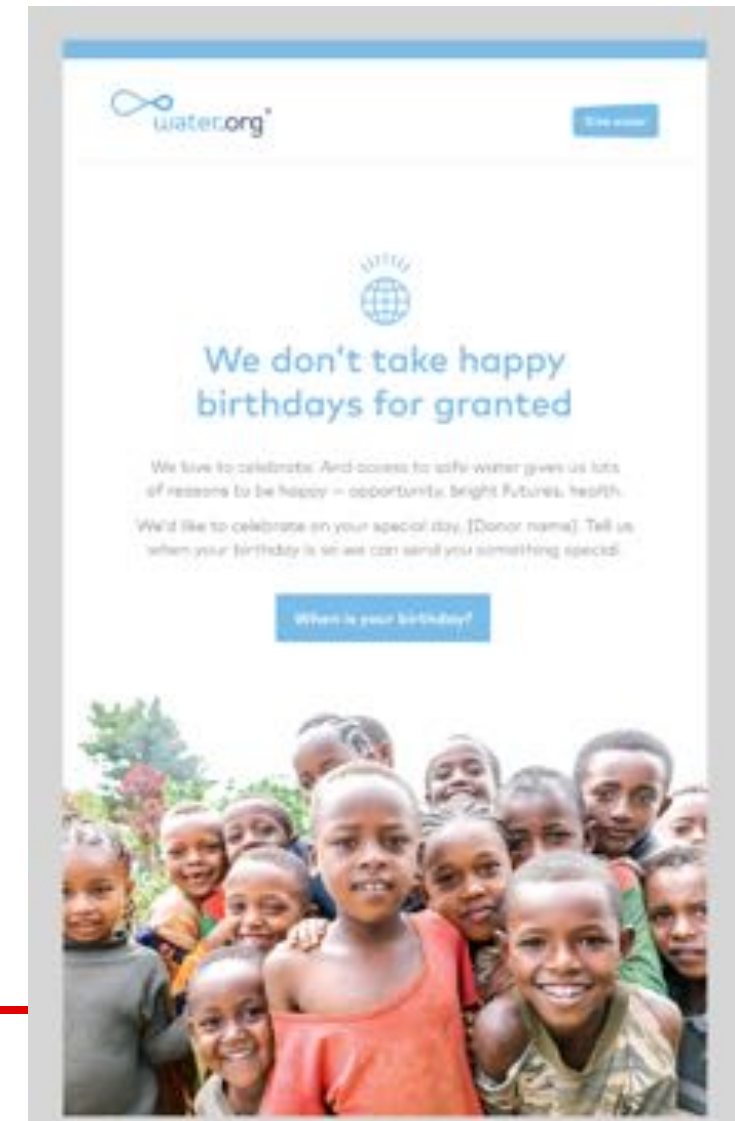 water.org®
Give water
We don't take happy
birthdays for granted
We love to celebrate. And access to safe water gives us lots
of reasons to be happy — opportunity, bright futures, health.
We'd like to celebrate on your special day, [Donor name]. Tell us
when your birthday is so we can send you something special.
When is your birthday?